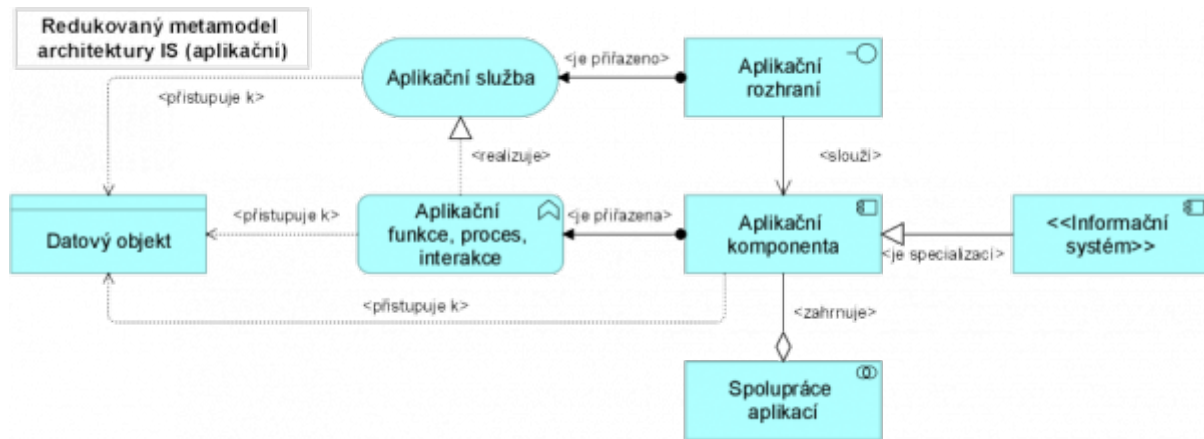 Redukovaný metamodel
architektury IS (aplikační)
Aplikační služba
<je přiřazeno>
Aplikační
rozhraní
<přistupuje k>
<realizuje>
<slouží>
Datový objekt
<přistupuje k>
Aplikační
funkce, proces,
interakce
<je přiřazena>
Aplikační
komponenta
<je specializací>
<<Informační
systém>>
<přistupuje k>
<zahrnuje>
Spolupráce
aplikací